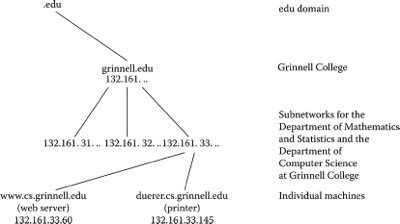 .edu
edu domain
grinnell.edu
132.161. ..
Grinnell College
132.161. 31. ..
132.161. 32. ..
132.161. 33. ..
Subnetworks for the
Department of Mathematics
and Statistics and the
Department of
Computer Science
at Grinnell College
www.cs.grinnell.edu
(web server)
132.161.33.60
duerer.cs.grinnell.edu
(printer)
132.161.33.145
Individual machines